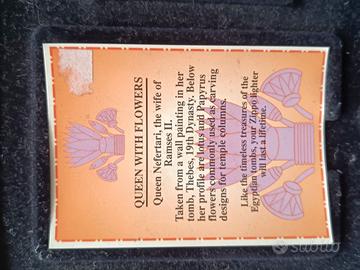 QUEEN WITH FLOWERS
Queen Nefertari, the wife of
Ramses II.
Taken from a wall painting in her
tomb, Thebes, 19th Dynasty. Below
her profile are lotus and Papyrus
flowers commonly used as carving
designs for temple columns.
Like the timeless treasures of the
Egyptian tombs, your Zippo lighter
will last a lifetime.
subito